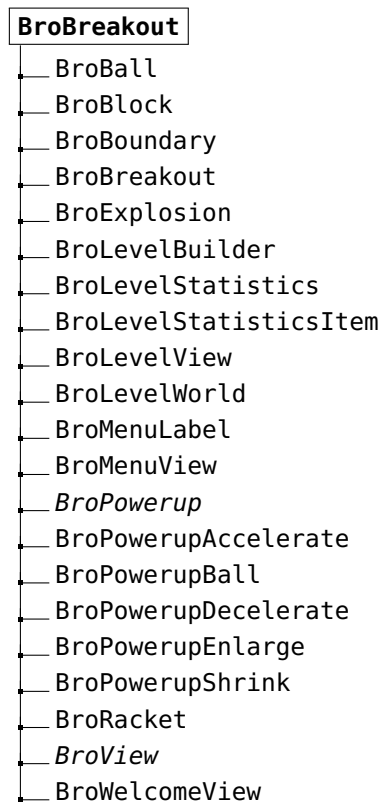 BroBreakout
BroBall
BroBlock
BroBoundary
BroBreakout
BroExplosion
BroLevelBuilder
BroLevelStatistics
BroLevelStatisticsItem
BroLevelView
BroLevelWorld
BroMenuLabel
BroMenuView
BroPowerup
BroPowerupAccelerate
BroPowerupBall
BroPowerupDecelerate
BroPowerupEnlarge
BroPowerupShrink
BroRacket
BroView
BroWelcomeView